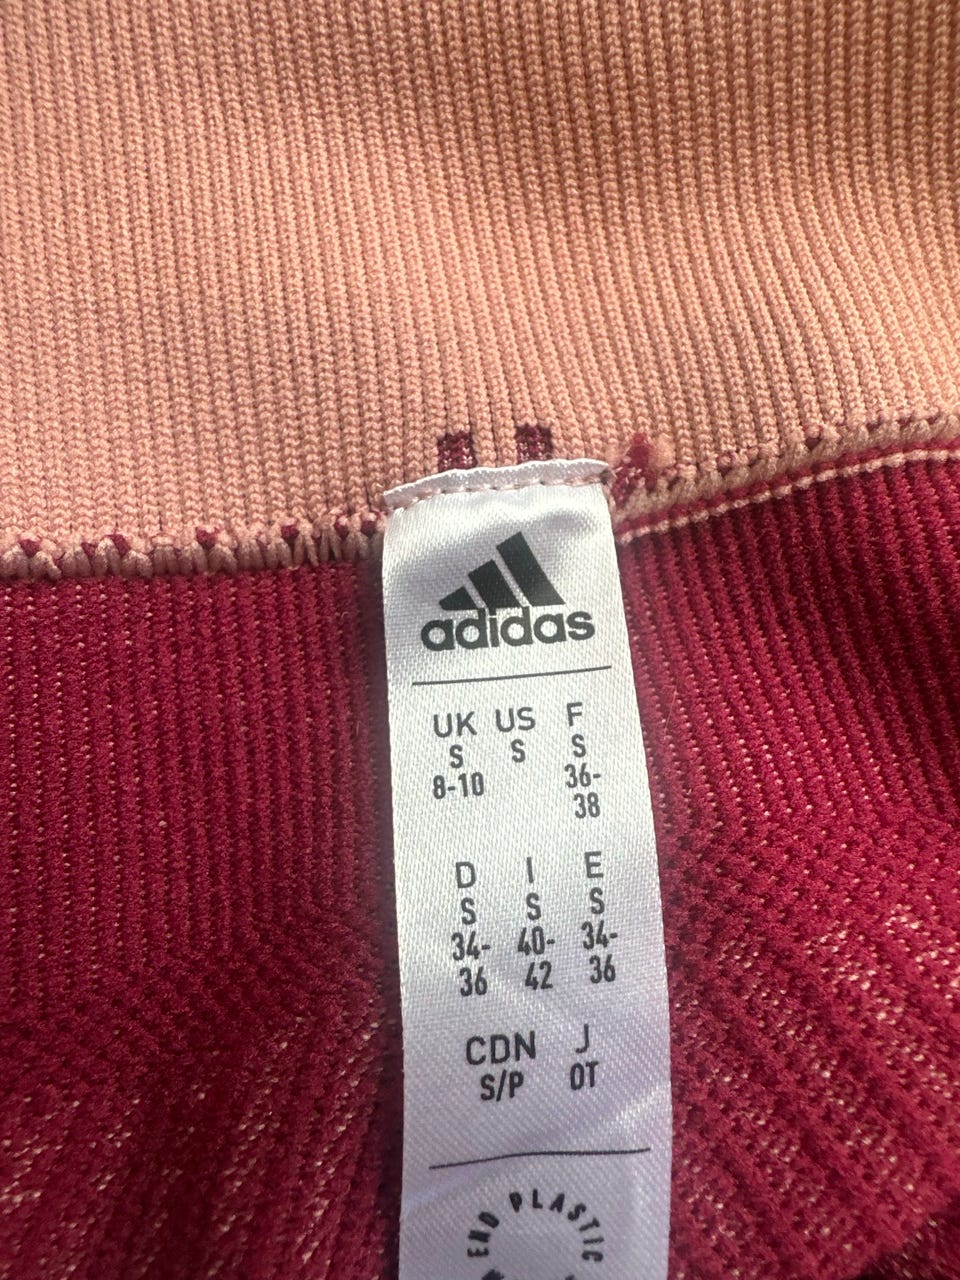 adidas
UK US F
S S S
8-10 36-
38
D I E
S S S
34- 40- 34-
36 42 36
CDN J
S/P OT
END PLASTIC